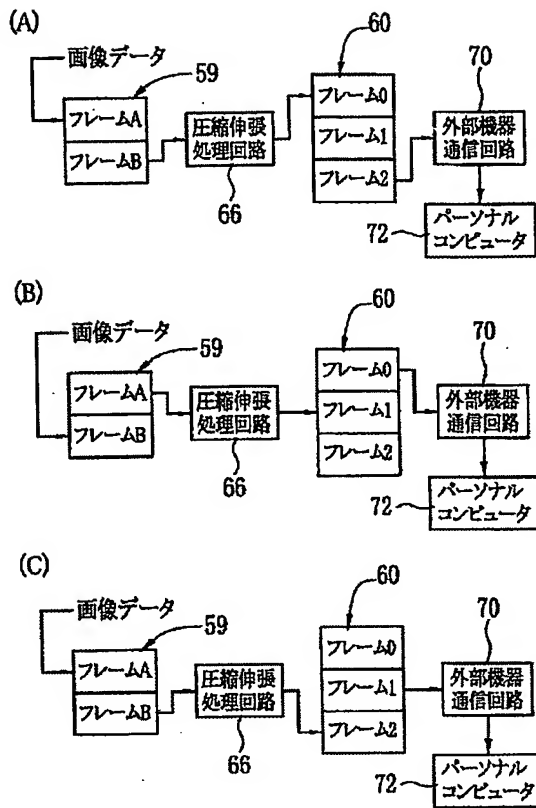 (A)
60
画像データ
59
70
フレームA
フレームB
圧縮伸張
処理回路
66
フレーム0
フレーム1
フレーム2
外部機器
通信回路
72
パーソナル
コンピュータ
(B)
60
画像データ
59
70
フレームA
フレームB
圧縮伸張
処理回路
66
フレーム0
フレーム1
フレーム2
外部機器
通信回路
72
パーソナル
コンピュータ
(C)
60
画像データ
59
70
フレームA
フレームB
圧縮伸張
処理回路
66
フレーム0
フレーム1
フレーム2
外部機器
通信回路
72
パーソナル
コンピュータ